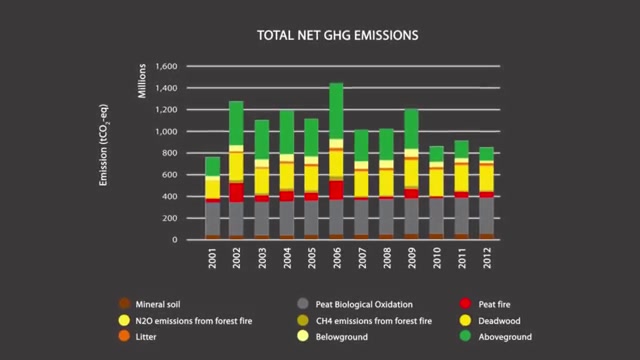 TOTAL NET GHG EMISSIONS
Millions
Emission (tCO2-eq)
1,600
1,400
1,200
1,000
800
600
400
200
0
2001 2002 2003 2004 2005 2006 2007 2008 2009 2010 2011 2012
Mineral soil Peat Biological Oxidation Peat fire
N2O emissions from forest fire CH4 emissions from forest fire Deadwood
Litter Belowground Aboveground